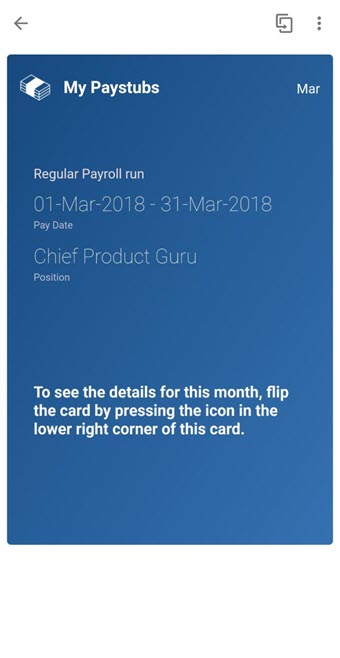 My Paystubs
Mar
Regular Payroll run
01-Mar-2018 - 31-Mar-2018
Pay Date
Chief Product Guru
Position
To see the details for this month, flip
the card by pressing the icon in the
lower right corner of this card.